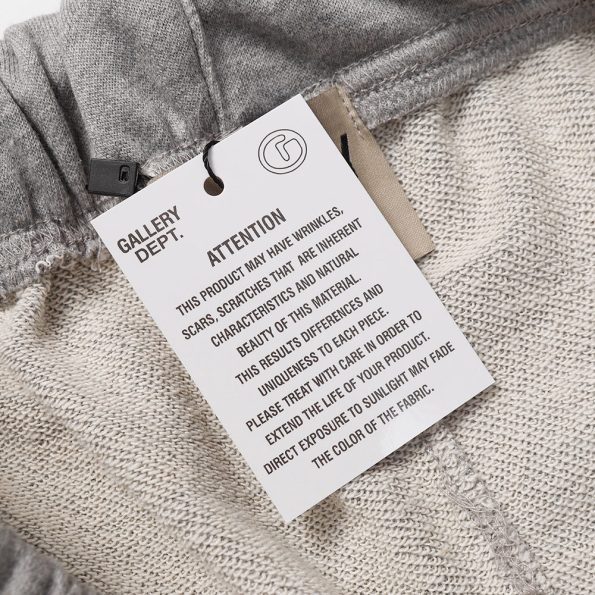 GALLERY
DEPT.
ATTENTION
THIS PRODUCT MAY HAVE WRINKLES,
SCARS, SCRATCHES THAT ARE INHERENT
CHARACTERISTICS AND NATURAL
BEAUTY OF THIS MATERIAL.
THIS RESULTS DIFFERENCES AND
UNIQUENESS TO EACH PIECE.
PLEASE TREAT WITH CARE IN ORDER TO
EXTEND THE LIFE OF YOUR PRODUCT.
DIRECT EXPOSURE TO SUNLIGHT MAY FADE
THE COLOR OF THE FABRIC.